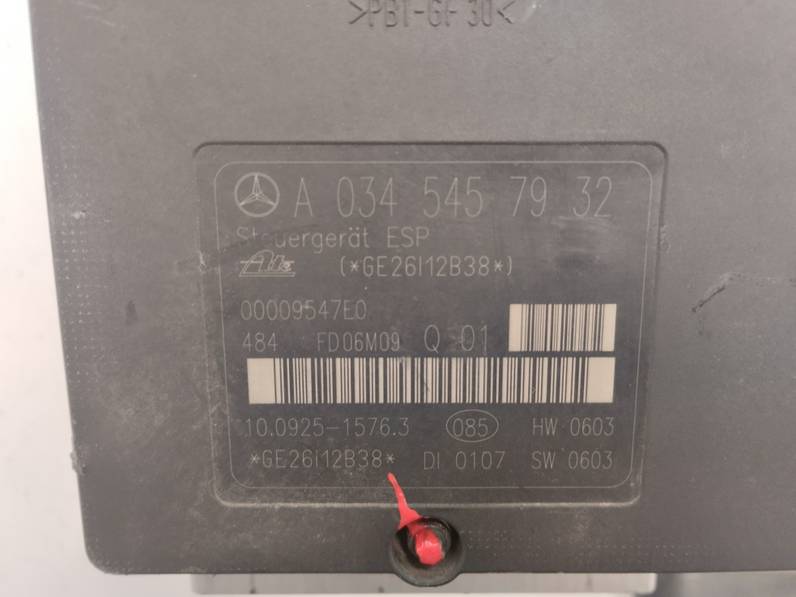 >PBT-GF30<
A 034 545 79 32
Steuergerät ESP
Ate (*GE26I12B38*)
00009547E0
484 FD06M09 Q 01
10.0925-1576.3 085 HW 0603
*GE26I12B38* DI 0107 SW 0603